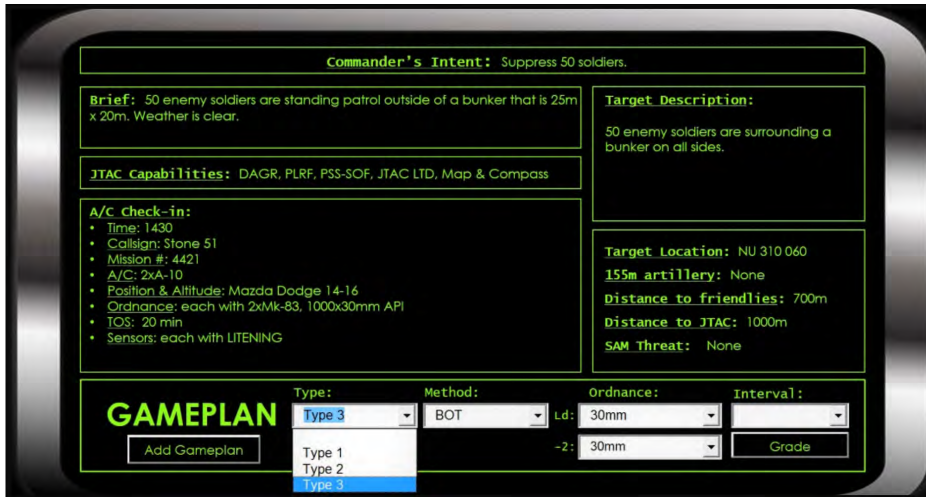 Commander's Intent: Suppress 50 soldiers.
Brief: 50 enemy soldiers are standing patrol outside of a bunker that is 25m
x 20m. Weather is clear.
JTAC Capabilities: DAGR, PLRF, PSS-SOF, JTAC LTD, Map & Compass
A/C Check-in:
• Time: 1430
• Callsign: Stone 51
• Mission #: 4421
• A/C: 2xA-10
• Position & Altitude: Mazda Dodge 14-16
• Ordnance: each with 2xMk-83, 1000x30mm API
• TOS: 20 min
• Sensors: each with LITENING
Target Description:
50 enemy soldiers are surrounding a
bunker on all sides.
Target Location: NU 310 060
155m artillery: None
Distance to friendlies: 700m
Distance to JTAC: 1000m
SAM Threat: None
GAMEPLAN
Type: Method: Ordnance: Interval:
Type 3 BOT Ld: 30mm
Add Gameplan -2: 30mm Grade
Type 1
Type 2
Type 3